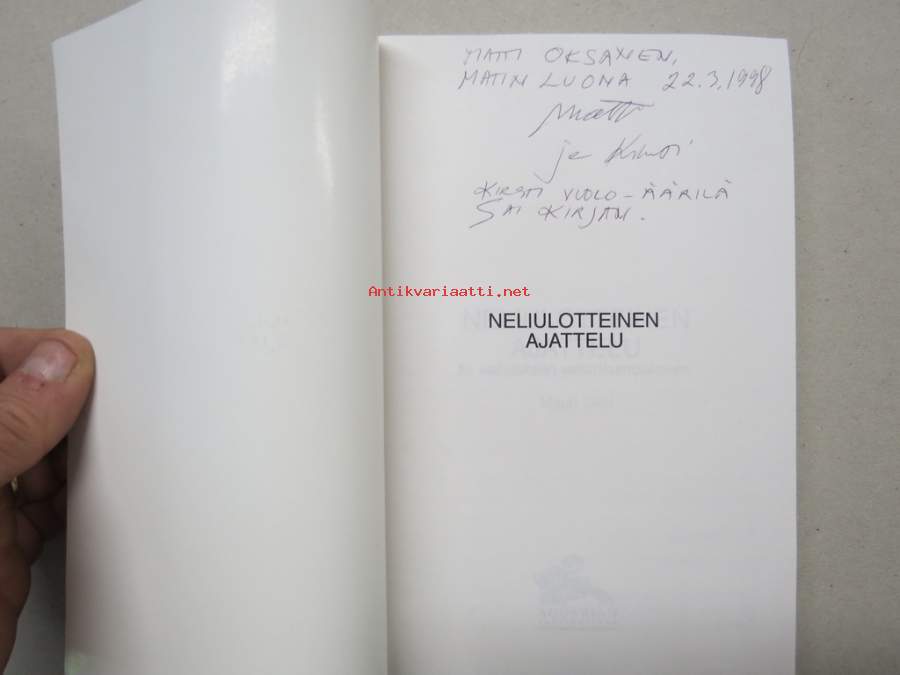 MATTI OKSANEN,
MATIN LUONA 22.3.1998
Matti
ja Kirsti
KIRSTI VUOLO-ÄÄRILÄ
SAI KIRJAN.
Antikvariaatti.net
NELIULOTTEINEN
AJATTELU